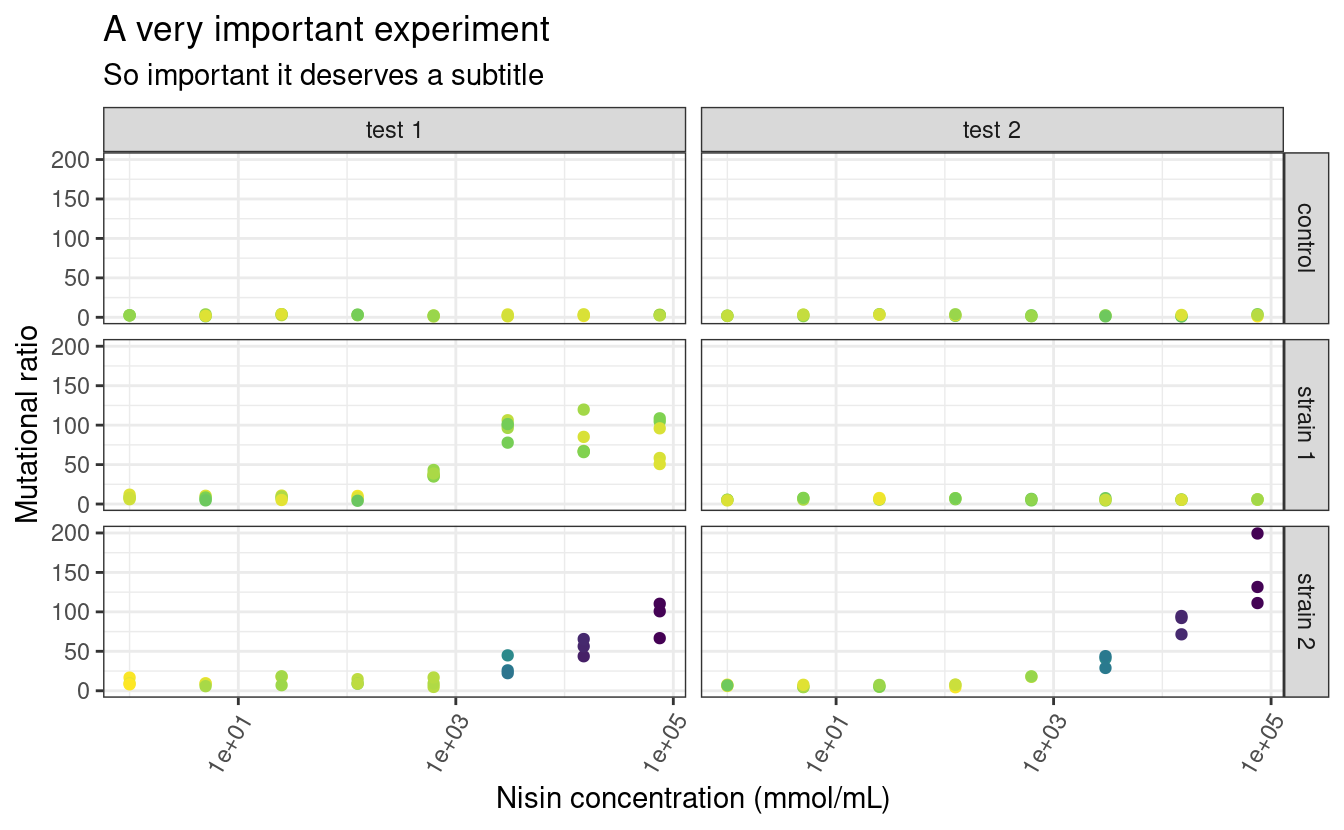 A very important experiment
So important it deserves a subtitle
test 1
test 2
200
150
100
50
0
control
200
150
100
50
0
strain 1
200
150
100
50
0
strain 2
Mutational ratio
1e+01
1e+03
1e+05
1e+01
1e+03
1e+05
Nisin concentration (mmol/mL)